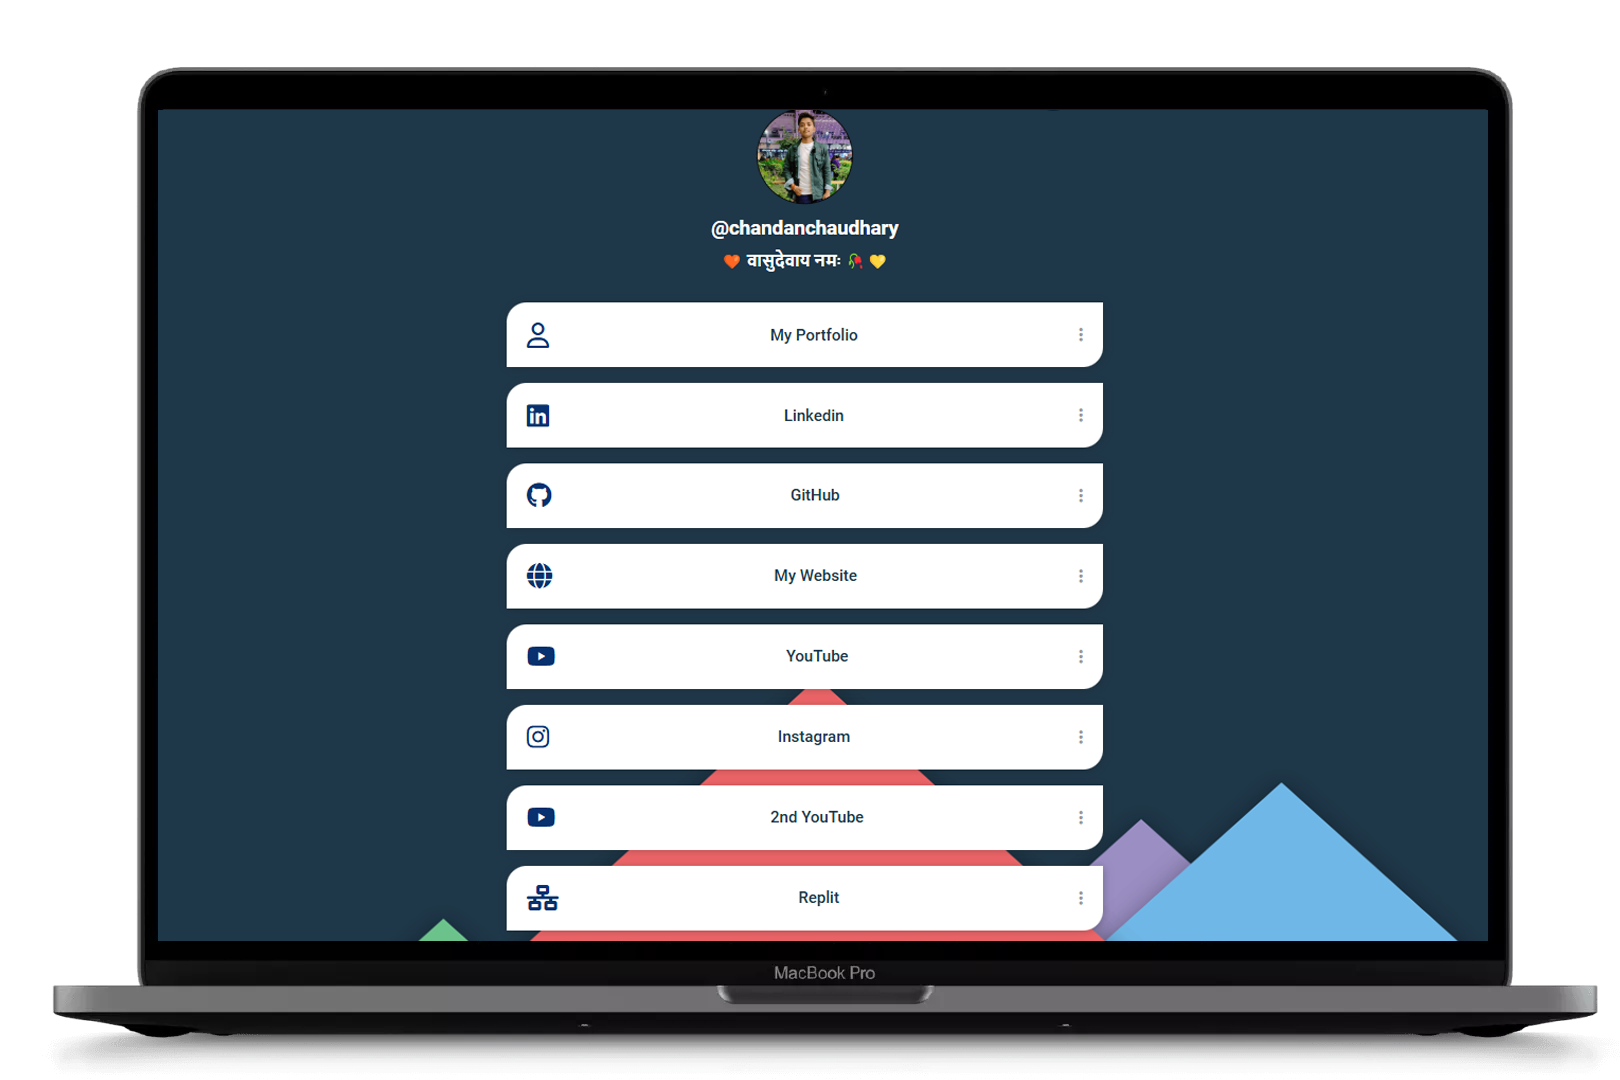 @chandanchaudhary
🧡 वासुदेवाय नमः 🥀 💛
My Portfolio
Linkedin
GitHub
My Website
YouTube
Instagram
2nd YouTube
Replit
MacBook Pro